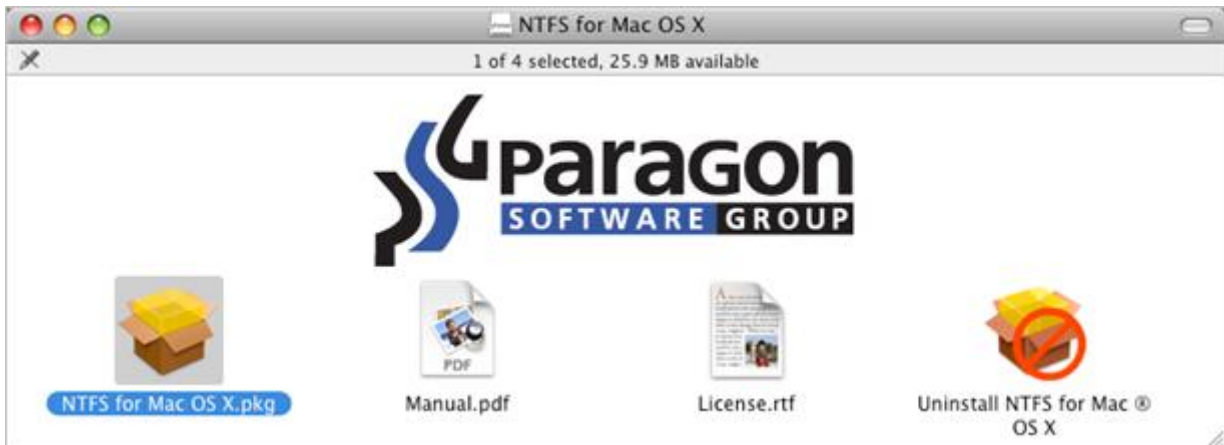 NTFS for Mac OS X
1 of 4 selected, 25.9 MB available
Paragon
SOFTWARE GROUP
PDF
NTFS for Mac OS X.pkg
Manual.pdf
License.rtf
Uninstall NTFS for Mac ®
OS X